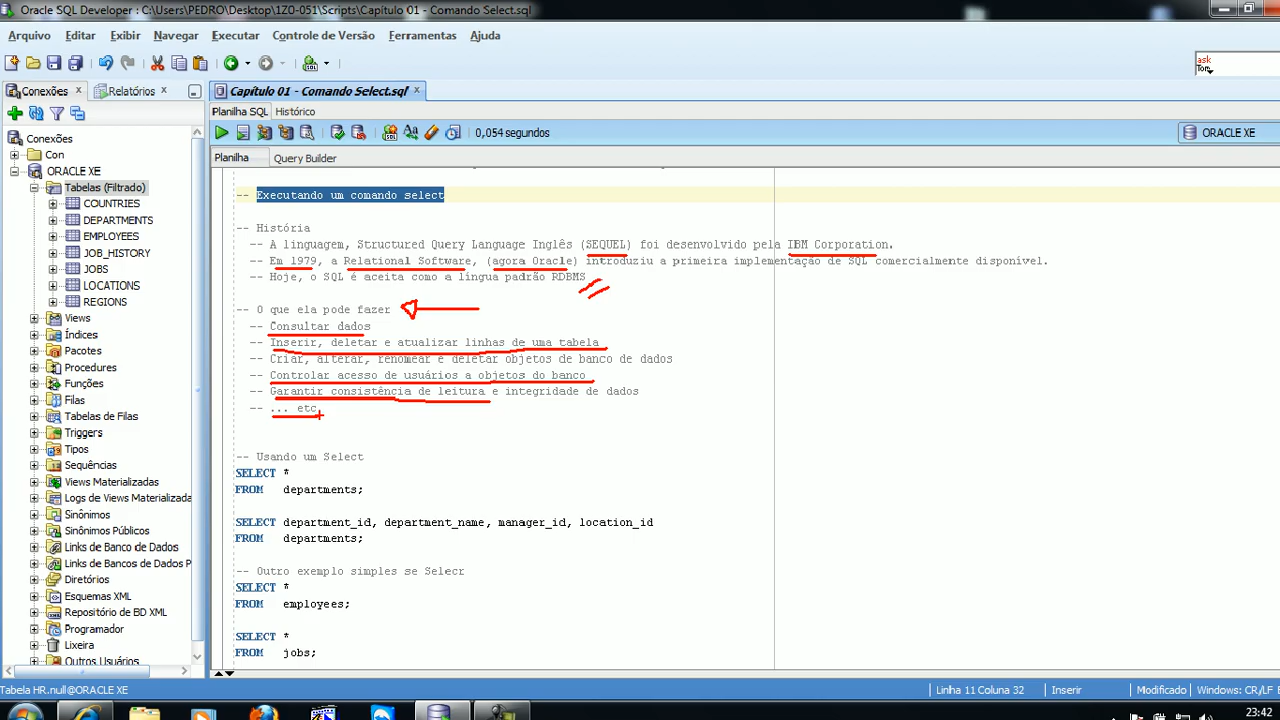 Oracle SQL Developer : C:\Users\PEDRO\Desktop\1Z0-051\Scripts\Capítulo 01 - Comando Select.sql
Arquivo Editar Exibir Navegar Executar Controle de Versão Ferramentas Ajuda
ask
Tom
Conexões Relatórios
Capítulo 01 - Comando Select.sql
Planilha SQL Histórico
0,054 segundos
ORACLE XE
Planilha Query Builder
Conexões
Con
ORACLE XE
Tabelas (Filtrado)
COUNTRIES
DEPARTMENTS
EMPLOYEES
JOB_HISTORY
JOBS
LOCATIONS
REGIONS
Views
Índices
Pacotes
Procedures
Funções
Filas
Tabelas de Filas
Triggers
Tipos
Sequências
Views Materializadas
Logs de Views Materializada
Sinônimos
Sinônimos Públicos
Links de Banco de Dados
Links de Bancos de Dados P
Diretórios
Esquemas XML
Repositório de BD XML
Programador
Lixeira
Outros Usuários
-- Executando um comando select
-- História
-- A linguagem, Structured Query Language Inglês (SEQUEL) foi desenvolvido pela IBM Corporation.
-- Em 1979, a Relational Software, (agora Oracle) introduziu a primeira implementação de SQL comercialmente disponível.
-- Hoje, o SQL é aceita como a língua padrão RDBMS
-- O que ela pode fazer
-- Consultar dados
-- Inserir, deletar e atualizar linhas de uma tabela
-- Criar, alterar, renomear e deletar objetos de banco de dados
-- Controlar acesso de usuários a objetos do banco
-- Garantir consistência de leitura e integridade de dados
-- ... etc
-- Usando um Select
SELECT *
FROM departments;
SELECT department_id, department_name, manager_id, location_id
FROM departments;
-- Outro exemplo simples se Selecr
SELECT *
FROM employees;
SELECT *
FROM jobs;
Tabela HR.null@ORACLE XE
Linha 11 Coluna 32 Inserir Modificado Windows: CR/LF
23:42